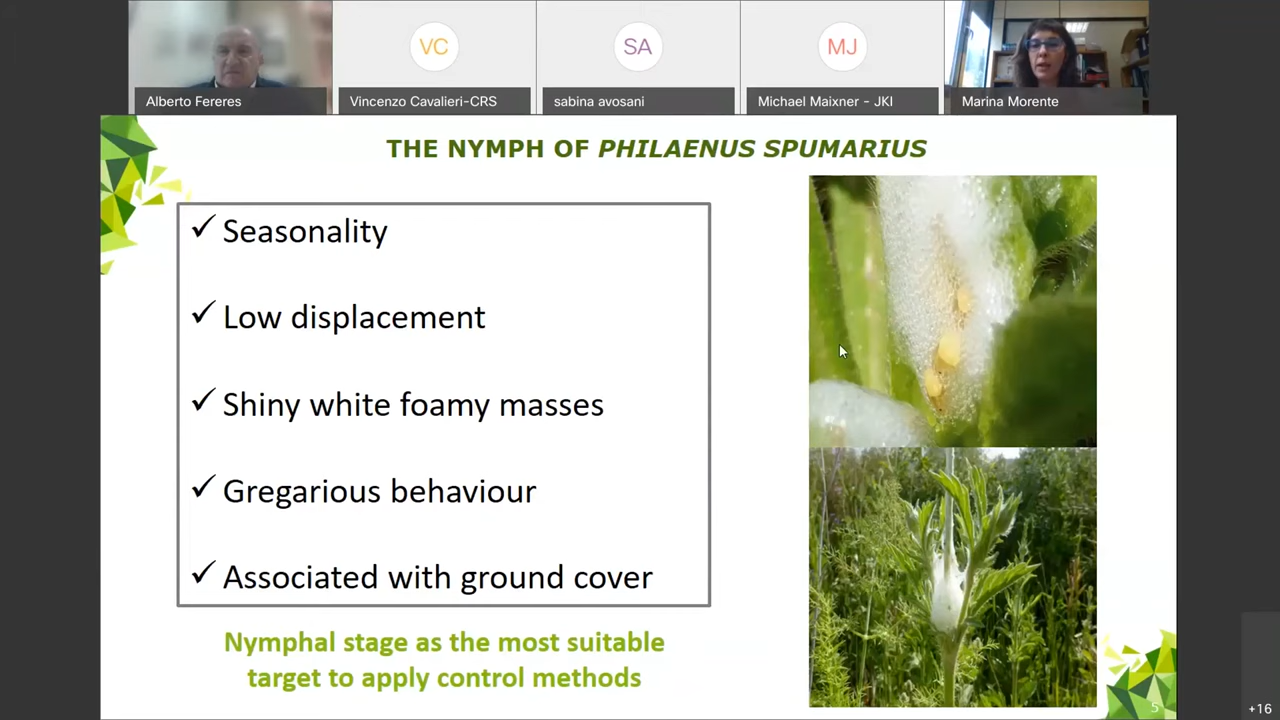 VC
SA
MJ
Alberto Fereres
Vincenzo Cavalieri-CRS
sabina avosani
Michael Maixner - JKI
Marina Morente
THE NYMPH OF PHILAENUS SPUMARIUS
✓ Seasonality
✓ Low displacement
✓ Shiny white foamy masses
✓ Gregarious behaviour
✓ Associated with ground cover
Nymphal stage as the most suitable
target to apply control methods
5
+16